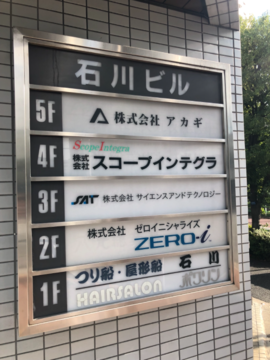 石川ビル
5F 株式会社 アカギ
4F Scope Integra
株式会社 スコープインテグラ
3F SAT 株式会社 サイエンスアンドテクノロジー
2F 株式会社 ゼロイニシャライズ
ZERO-i
1F つり船・屋形船 石川
HAIRSALON